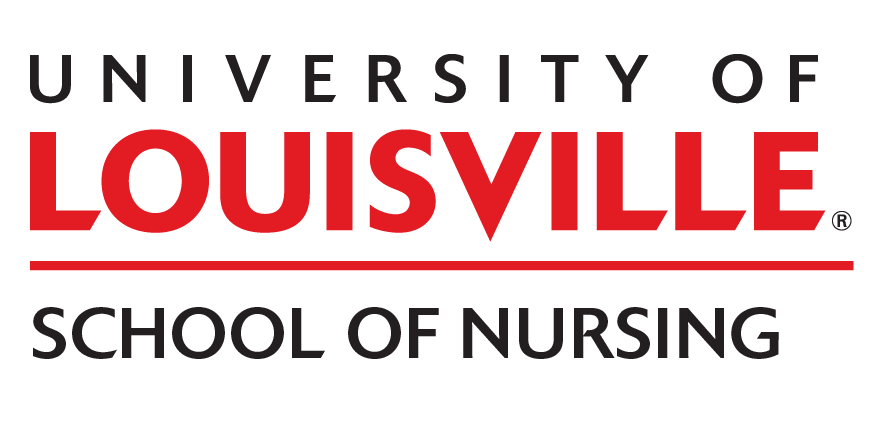 UNIVERSITY OF
LOUISVILLE®
SCHOOL OF NURSING